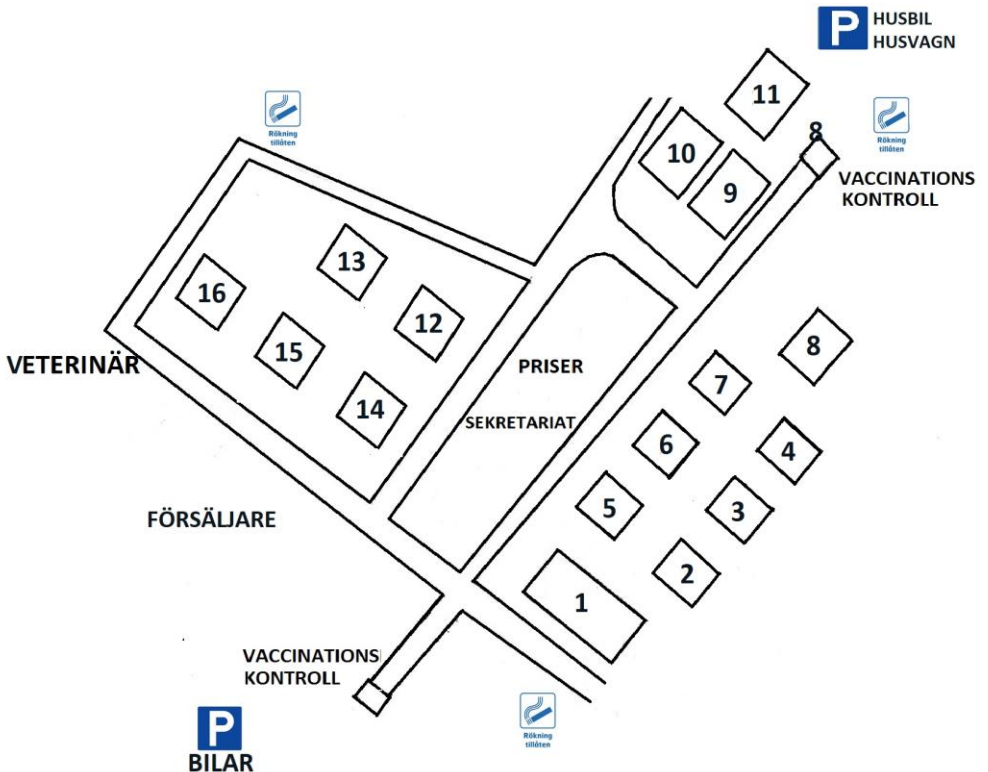 P
HUSBIL
HUSVAGN
11
Rökning
tillåten
Rökning
tillåten
8
10
VACCINATIONS
KONTROLL
9
13
16
12
8
15
VETERINÄR
PRISER
7
14
SEKRETARIAT
6
4
5
3
FÖRSÄLJARE
2
1
VACCINATIONS
KONTROLL
P
BILAR
Rökning
tillåten